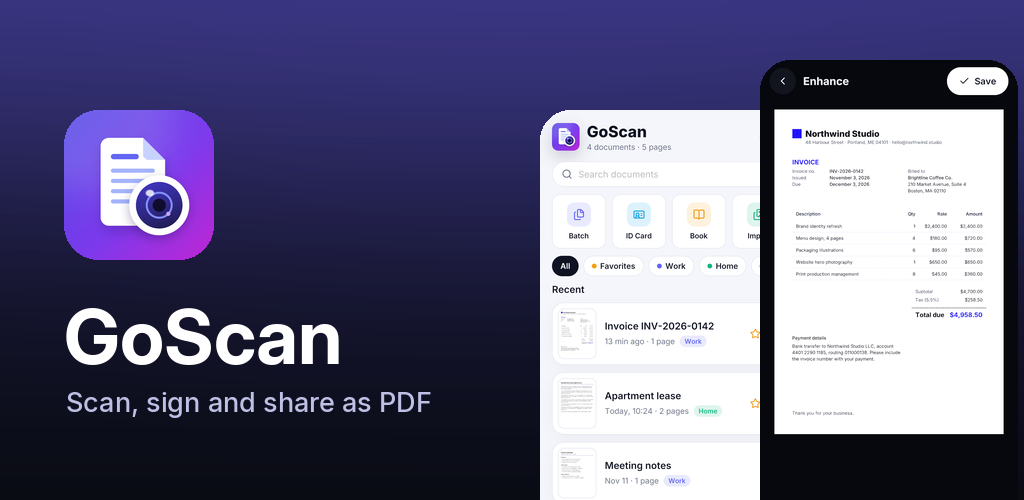 GoScan
Scan, sign and share as PDF
GoScan
4 documents · 5 pages
Search documents
Batch
ID Card
Book
All
Favorites
Work
Home
Recent
Invoice INV-2026-0142
13 min ago · 1 page Work
Apartment lease
Today, 10:24 · 2 pages Home
Meeting notes
Nov 11 · 1 page Work
Enhance
Save
Northwind Studio
48 Harbour Street · Portland, ME 04101 · hello@northwind.studio
INVOICE
Invoice no. INV-2026-0142
Issued November 3, 2026
Due December 3, 2026
Billed to
Brightline Coffee Co.
210 Market Avenue, Suite 4
Boston, MA 02110
Description Qty Rate Amount
Brand identity refresh 1 $2,400.00 $2,400.00
Menu design, 4 pages 4 $180.00 $720.00
Packaging illustrations 6 $95.00 $570.00
Website hero photography 1 $650.00 $650.00
Print production management 8 $45.00 $360.00
Subtotal $4,700.00
Tax (5.5%) $258.50
Total due $4,958.50
Payment details
Bank transfer to Northwind Studio LLC, account
4401 2290 1185, routing 011000138. Please include
the invoice number with your payment.
Thank you for your business.